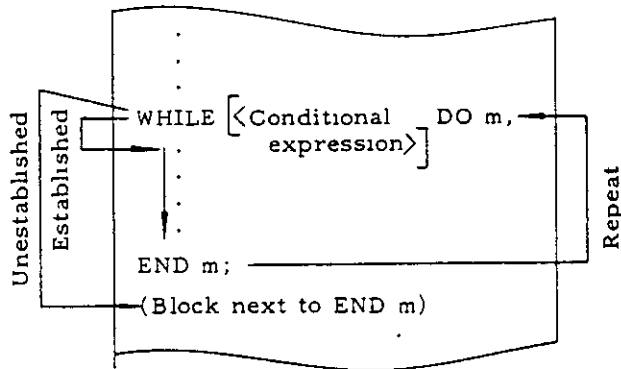 WHILE [<Conditional expression>] DO m,
END m;
(Block next to END m)
Unestablished
Established
Repeat